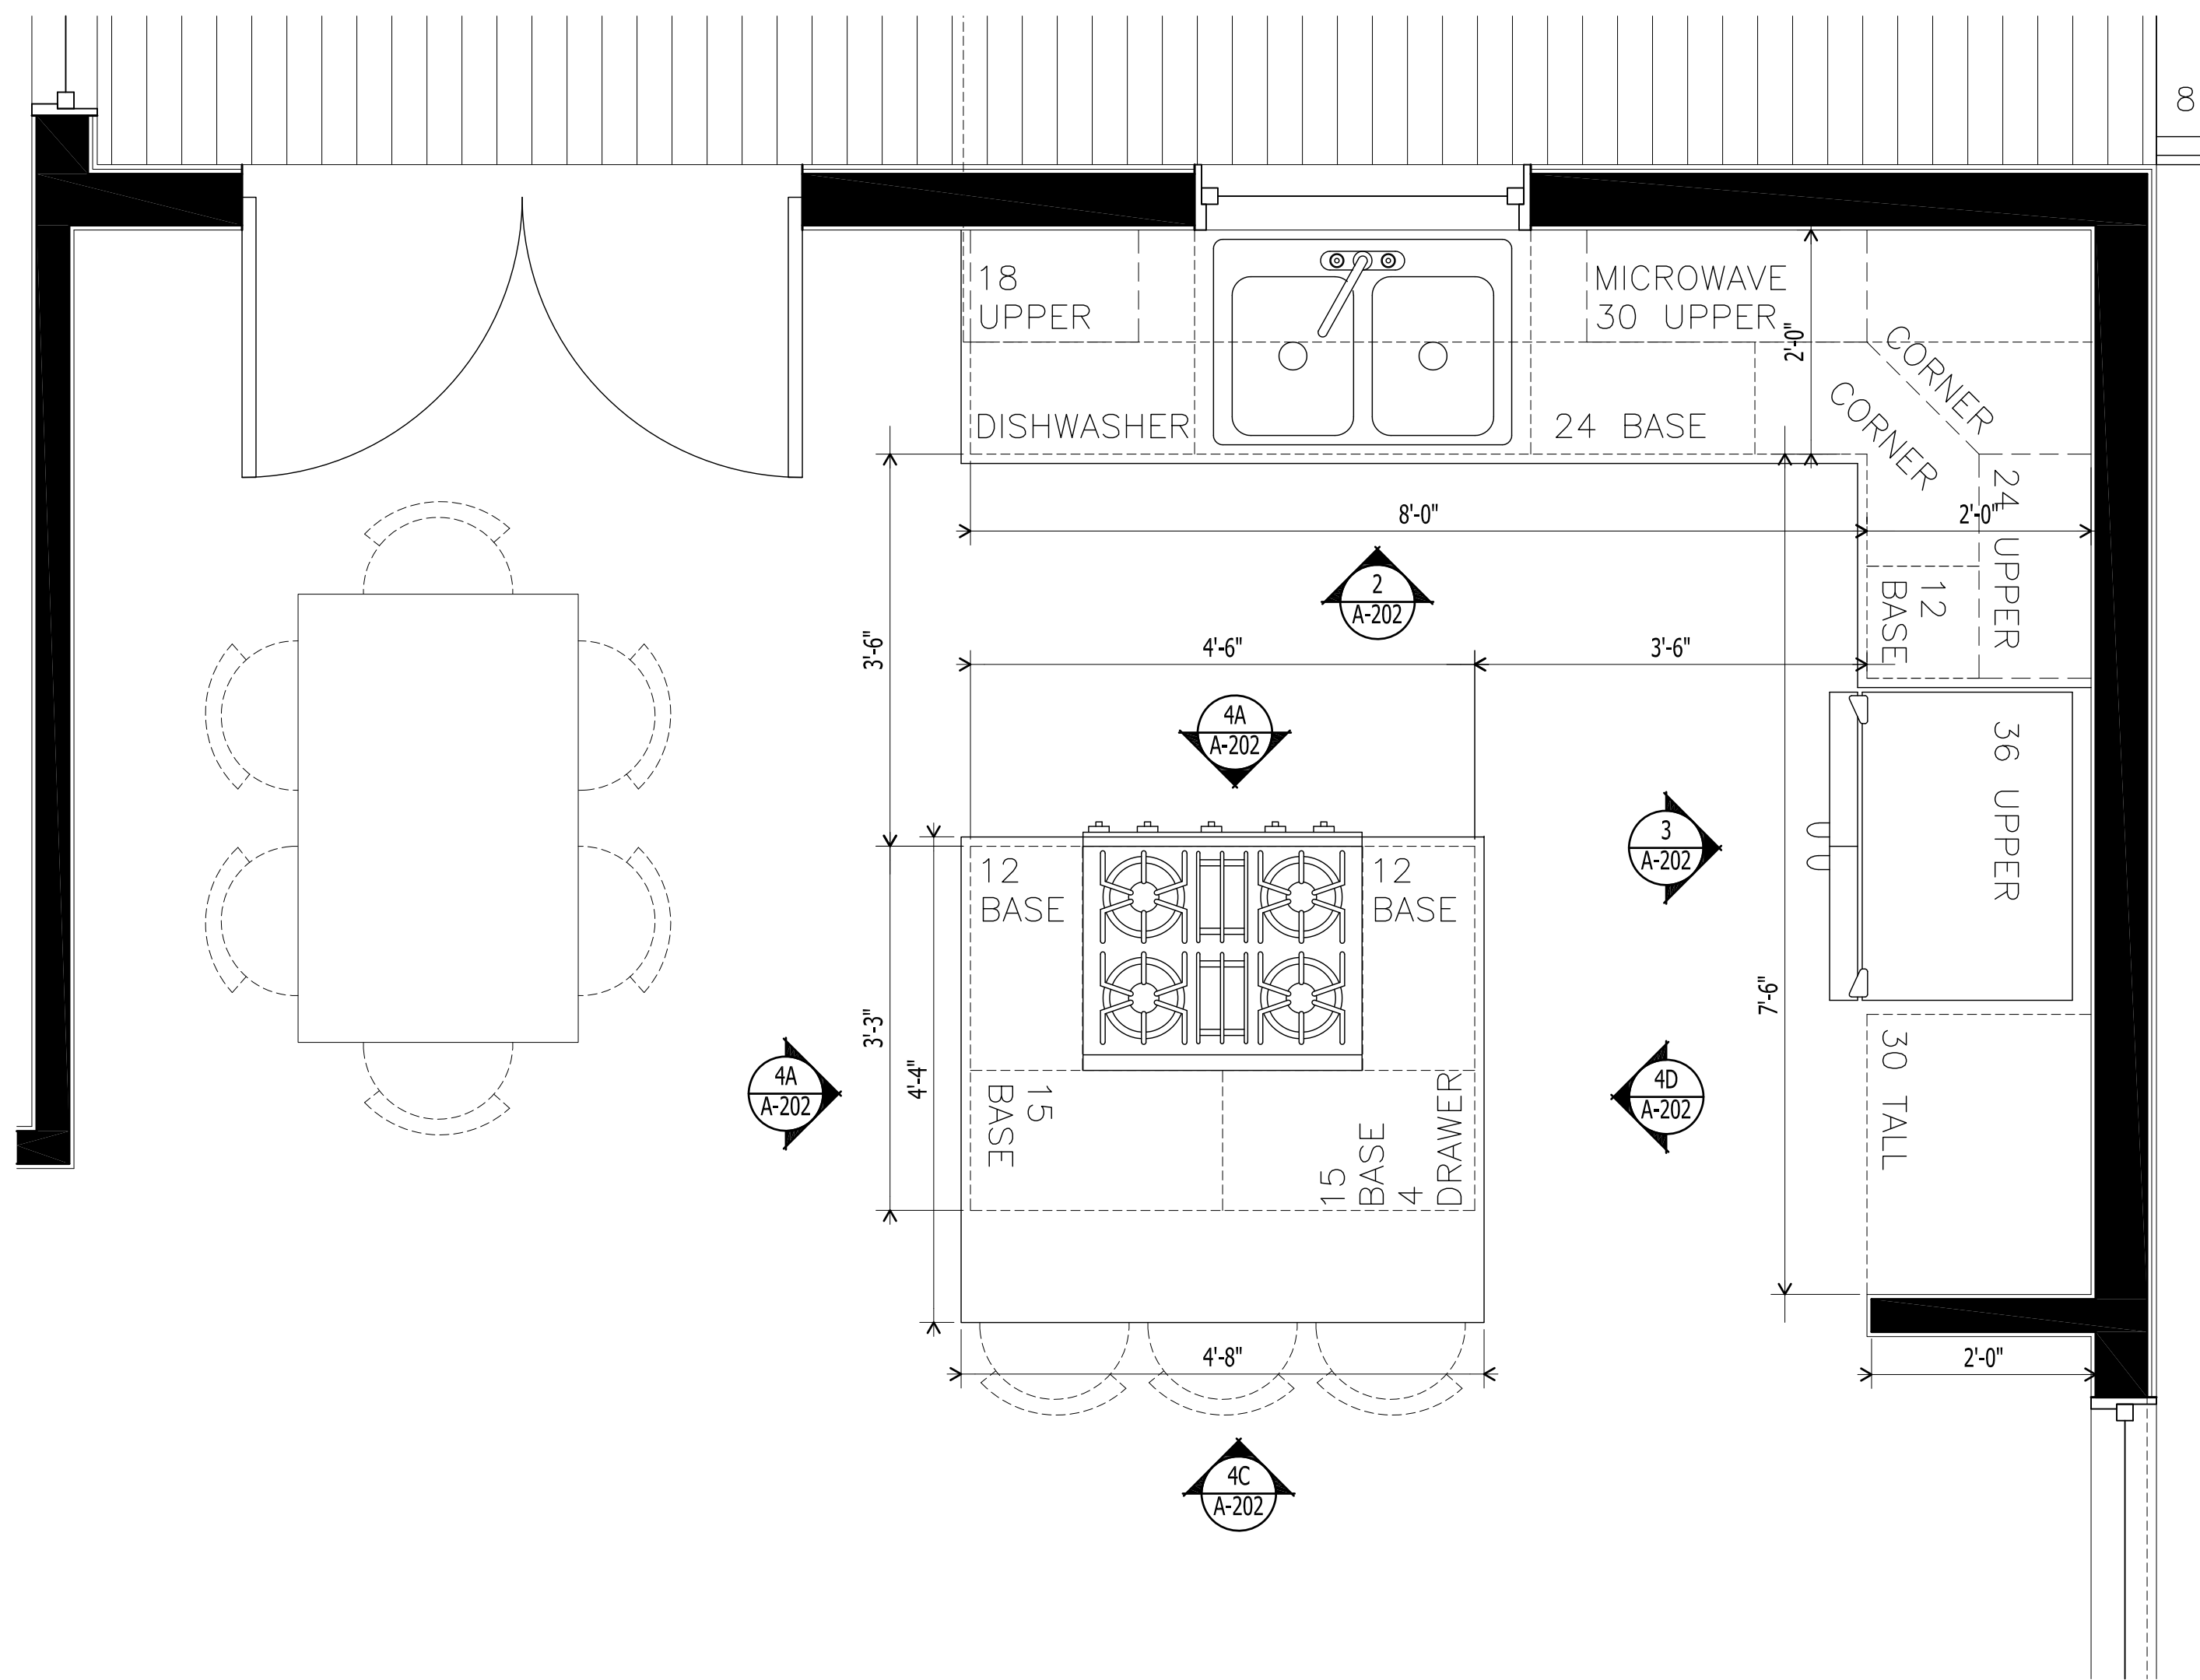 8
18
UPPER
MICROWAVE
30 UPPER
2'-0"
CORNER
CORNER
DISHWASHER
24 BASE
24 UPPER
8'-0"
2'-0"
2
A-202
12
BASE
3'-6"
4'-6"
3'-6"
4A
A-202
36 UPPER
3
A-202
12
BASE
12
BASE
7'-6"
3'-3"
4'-4"
4A
A-202
4D
A-202
30 TALL
15
BASE
15
BASE
4
DRAWER
4'-8"
2'-0"
4C
A-202